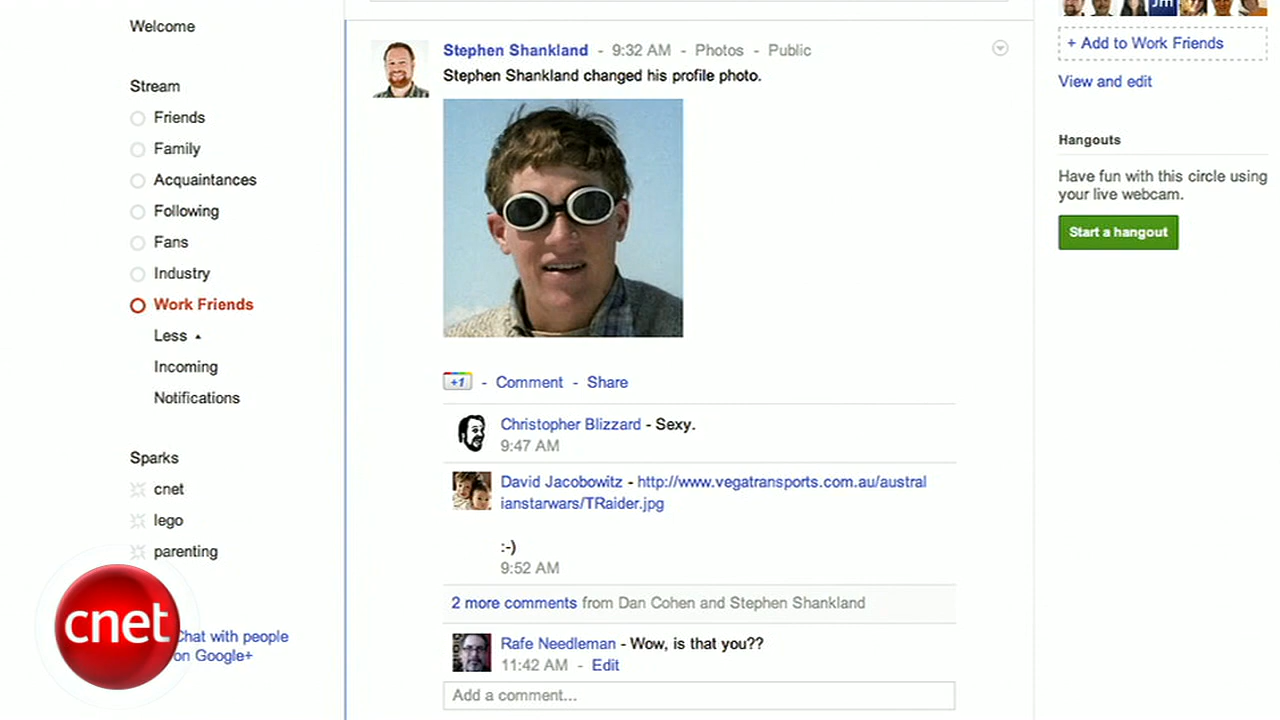 Welcome
Stream
Friends
Family
Acquaintances
Following
Fans
Industry
Work Friends
Less
Incoming
Notifications
Sparks
cnet
lego
parenting
Chat with people
on Google+
cnet
Stephen Shankland - 9:32 AM - Photos - Public
Stephen Shankland changed his profile photo.
+1 - Comment - Share
Christopher Blizzard - Sexy.
9:47 AM
David Jacobowitz - http://www.vegatransports.com.au/austral
ianstarwars/TRaider.jpg
:-)
9:52 AM
2 more comments from Dan Cohen and Stephen Shankland
Rafe Needleman - Wow, is that you??
11:42 AM - Edit
Add a comment...
Jm
+ Add to Work Friends
View and edit
Hangouts
Have fun with this circle using
your live webcam.
Start a hangout